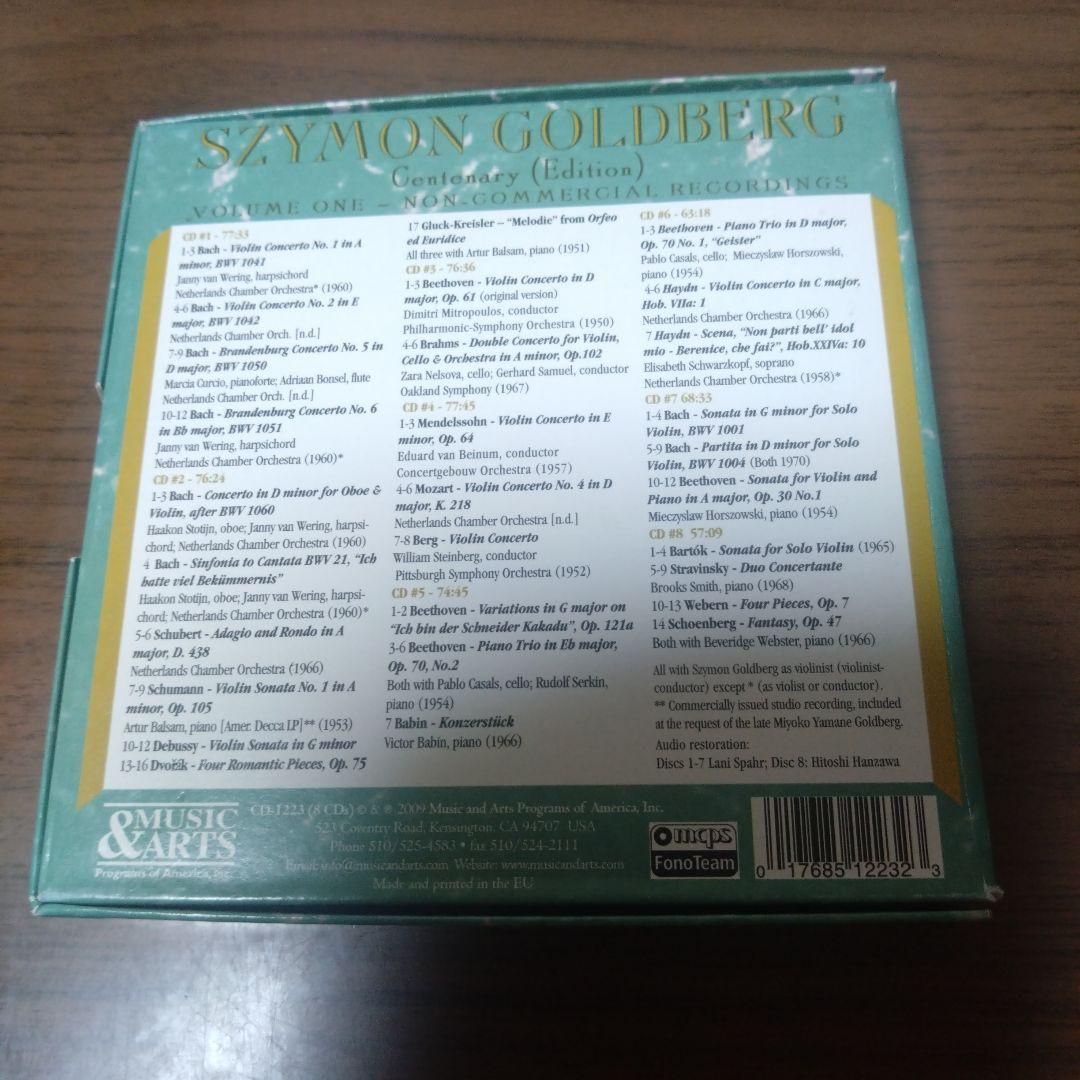 SZYMON GOLDBERG
Centenary (Edition)
VOLUME ONE ~ NON-COMMERCIAL RECORDINGS
CD #1 - 77:33
1-3 Bach - Violin Concerto No. 1 in A
minor, BWV 1041
Janny van Wering, harpsichord
Netherlands Chamber Orchestra* (1960)
4-6 Bach - Violin Concerto No. 2 in E
major, BWV 1042
Netherlands Chamber Orch. [n.d.]
7-9 Bach - Brandenburg Concerto No. 5 in
D major, BWV 1050
Marcia Curcio, pianoforte; Adriaan Bonsel, flute
Netherlands Chamber Orch. [n.d.]
10-12 Bach - Brandenburg Concerto No. 6
in Bb major, BWV 1051
Janny van Wering, harpsichord
Netherlands Chamber Orchestra (1960)*
CD #2 - 76:24
1-3 Bach - Concerto in D minor for Oboe &
Violin, after BWV 1060
Haakon Stotijn, oboe; Janny van Wering, harpsi-
chord; Netherlands Chamber Orchestra (1960)
4 Bach - Sinfonia to Cantata BWV 21, “Ich
hatte viel Bekümmernis”
Haakon Stotijn, oboe; Janny van Wering, harpsi-
chord; Netherlands Chamber Orchestra (1960)*
5-6 Schubert - Adagio and Rondo in A
major, D. 438
Netherlands Chamber Orchestra (1966)
7-9 Schumann - Violin Sonata No. 1 in A
minor, Op. 105
Artur Balsam, piano [Amer. Decca LP]** (1953)
10-12 Debussy - Violin Sonata in G minor
13-16 Dvořák - Four Romantic Pieces, Op. 75
17 Gluck-Kreisler – “Melodie” from Orfeo
ed Euridice
All three with Artur Balsam, piano (1951)
CD #3 - 76:36
1-3 Beethoven - Violin Concerto in D
major, Op. 61 (original version)
Dimitri Mitropoulos, conductor
Philharmonic-Symphony Orchestra (1950)
4-6 Brahms - Double Concerto for Violin,
Cello & Orchestra in A minor, Op.102
Zara Nelsova, cello; Gerhard Samuel, conductor
Oakland Symphony (1967)
CD #4 - 77:45
1-3 Mendelssohn - Violin Concerto in E
minor, Op. 64
Eduard van Beinum, conductor
Concertgebouw Orchestra (1957)
4-6 Mozart - Violin Concerto No. 4 in D
major, K. 218
Netherlands Chamber Orchestra [n.d.]
7-8 Berg - Violin Concerto
William Steinberg, conductor
Pittsburgh Symphony Orchestra (1952)
CD #5 - 74:45
1-2 Beethoven - Variations in G major on
“Ich bin der Schneider Kakadu”, Op. 121a
3-6 Beethoven - Piano Trio in Eb major,
Op. 70, No.2
Both with Pablo Casals, cello; Rudolf Serkin,
piano (1954)
7 Babin - Konzerstück
Victor Babin, piano (1966)
CD #6 - 63:18
1-3 Beethoven - Piano Trio in D major,
Op. 70 No. 1, “Geister”
Pablo Casals, cello; Mieczyslaw Horszowski,
piano (1954)
4-6 Haydn - Violin Concerto in C major,
Hob. VIIa: 1
Netherlands Chamber Orchestra (1966)
7 Haydn - Scena, “Non parti bell' idol
mio - Berenice, che fai?”, Hob.XXIVa: 10
Elisabeth Schwarzkopf, soprano
Netherlands Chamber Orchestra (1958)*
CD #7 68:33
1-4 Bach - Sonata in G minor for Solo
Violin, BWV 1001
5-9 Bach - Partita in D minor for Solo
Violin, BWV 1004 (Both 1970)
10-12 Beethoven - Sonata for Violin and
Piano in A major, Op. 30 No.1
Mieczyslaw Horszowski, piano (1954)
CD #8 57:09
1-4 Bartók - Sonata for Solo Violin (1965)
5-9 Stravinsky - Duo Concertante
Brooks Smith, piano (1968)
10-13 Webern - Four Pieces, Op. 7
14 Schoenberg - Fantasy, Op. 47
Both with Beveridge Webster, piano (1966)
All with Szymon Goldberg as violinist (violinist-
conductor) except * (as violist or conductor).
** Commercially issued studio recording, included
at the request of the late Miyoko Yamane Goldberg.
Audio restoration:
Discs 1-7 Lani Spahr; Disc 8: Hitoshi Hanzawa
MUSIC
&ARTS
Programs of America, Inc.
CD-1223 (8 CDs) © & ℗ 2009 Music and Arts Programs of America, Inc.
523 Coventry Road, Kensington, CA 94707 USA
Phone 510/525-4583 • fax 510/524-2111
Email: info@musicandarts.com Website: www.musicandarts.com
Made and printed in the EU
mcps
FonoTeam
0 17685 12232 3